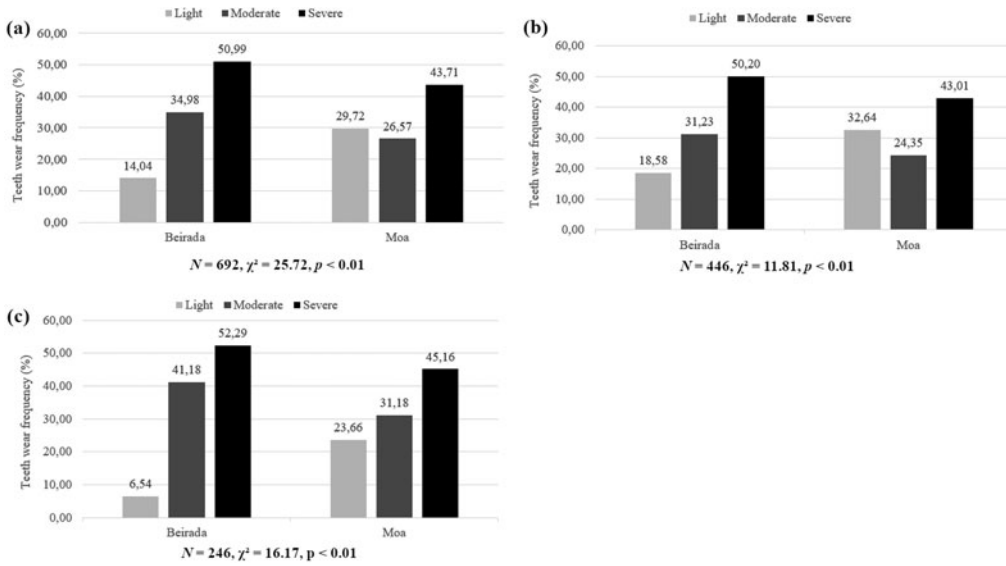 (a)
Light Moderate Severe
Teeth wear frequency (%)
60,00
50,00
40,00
30,00
20,00
10,00
0,00
14,04
34,98
50,99
29,72
26,57
43,71
Beirada Moa
N = 692, χ² = 25.72, p < 0.01
(b)
Light Moderate Severe
Teeth wear frequency (%)
60,00
50,00
40,00
30,00
20,00
10,00
0,00
18,58
31,23
50,20
32,64
24,35
43,01
Beirada Moa
N = 446, χ² = 11.81, p < 0.01
(c)
Light Moderate Severe
Teeth wear frequency (%)
60,00
50,00
40,00
30,00
20,00
10,00
0,00
6,54
41,18
52,29
23,66
31,18
45,16
Beirada Moa
N = 246, χ² = 16.17, p < 0.01